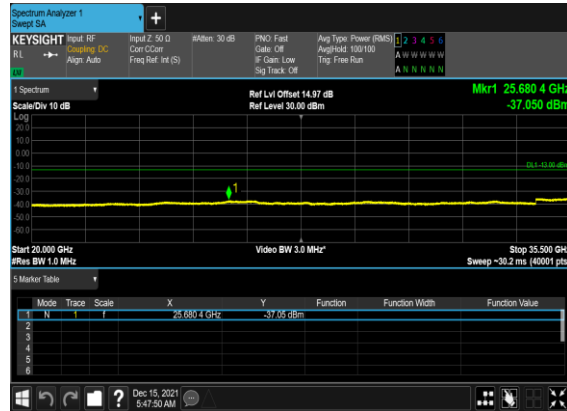 Spectrum Analyzer 1
Swept SA
+
KEYSIGHT Input: RF Input Z: 50 Ω #Atten: 30 dB PNO: Fast Avg Type: Power (RMS) 1 2 3 4 5 6
RL Coupling: DC Corr CCorr Gate: Off Avg|Hold: 100/100 A W W W W W
Align: Auto Freq Ref: Int (S) IF Gain: Low Trig: Free Run A N N N N N
LW Sig Track: Off
1 Spectrum Ref Lvl Offset 14.97 dB Mkr1 25.680 4 GHz
Scale/Div 10 dB Ref Level 30.00 dBm -37.050 dBm
Log
20.0
10.0
0.00
-10.0 DL1 -13.00 dBm
-20.0
-30.0 1
-40.0
-50.0
-60.0
Start 20.000 GHz Video BW 3.0 MHz* Stop 35.500 GHz
#Res BW 1.0 MHz Sweep ~30.2 ms (40001 pts)
5 Marker Table
Mode Trace Scale X Y Function Function Width Function Value
1 N 1 f 25.680 4 GHz -37.05 dBm
2
3
4
5
6
? Dec 15, 2021
5:47:50 AM